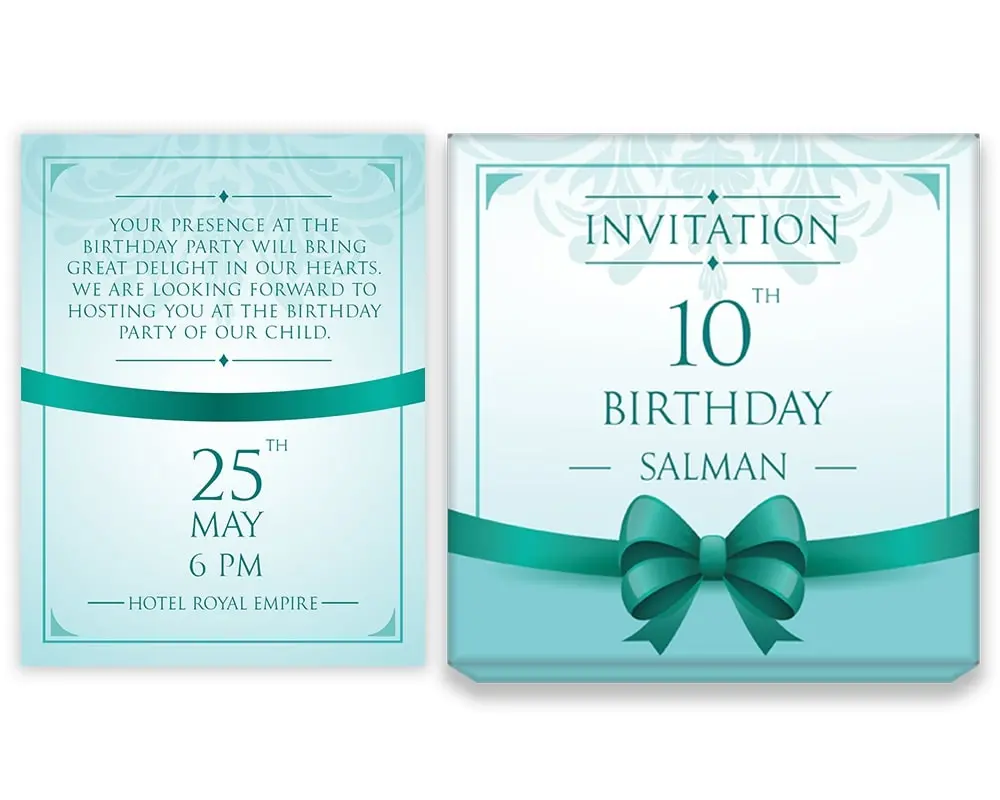 YOUR PRESENCE AT THE
BIRTHDAY PARTY WILL BRING
GREAT DELIGHT IN OUR HEARTS.
WE ARE LOOKING FORWARD TO
HOSTING YOU AT THE BIRTHDAY
PARTY OF OUR CHILD.
25TH
MAY
6 PM
HOTEL ROYAL EMPIRE
INVITATION
10TH
BIRTHDAY
SALMAN